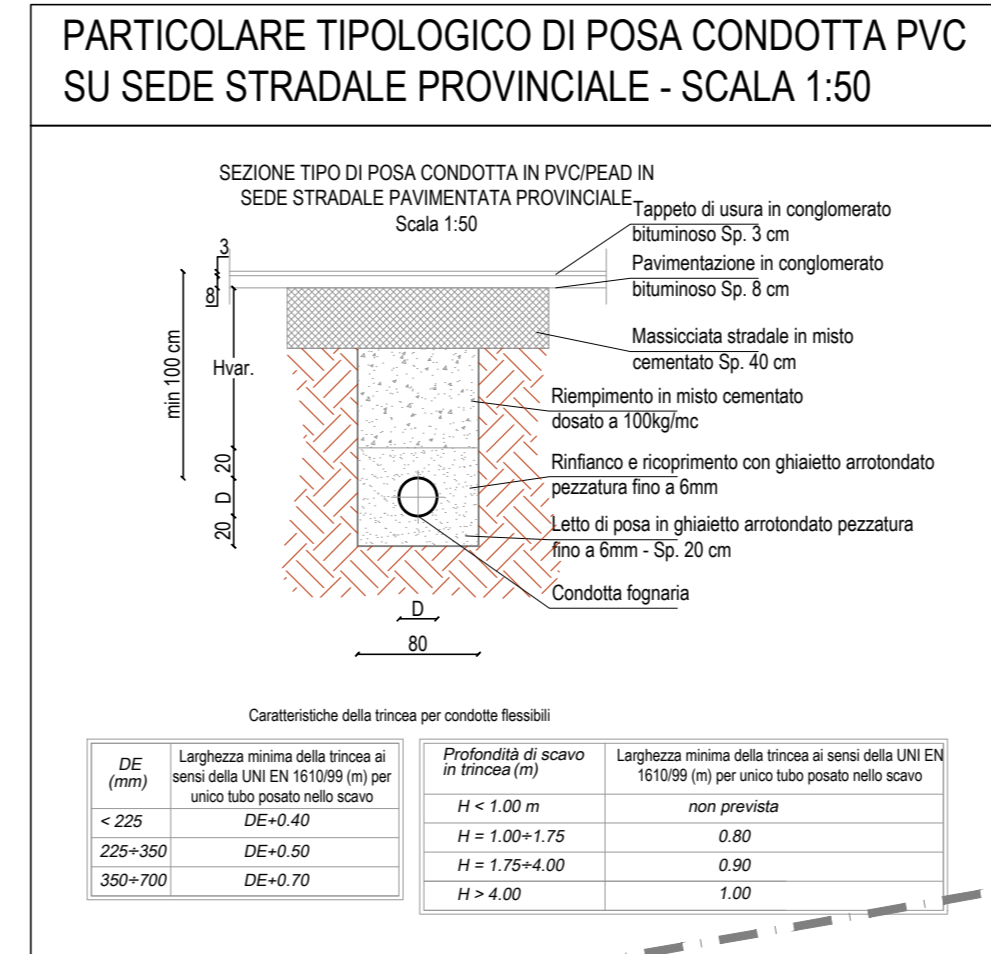 PARTICOLARE TIPOLOGICO DI POSA CONDOTTA PVC
SU SEDE STRADALE PROVINCIALE - SCALA 1:50
SEZIONE TIPO DI POSA CONDOTTA IN PVC/PEAD IN
SEDE STRADALE PAVIMENTATA PROVINCIALE
Scala 1:50
Tappeto di usura in conglomerato
bituminoso Sp. 3 cm
Pavimentazione in conglomerato
bituminoso Sp. 8 cm
Massicciata stradale in misto
cementato Sp. 40 cm
Riempimento in misto cementato
dosato a 100kg/mc
Rinfianco e ricoprimento con ghiaietto arrotondato
pezzatura fino a 6mm
Letto di posa in ghiaietto arrotondato pezzatura
fino a 6mm - Sp. 20 cm
Condotta fognaria
3
8
min 100 cm
Hvar.
20
D
20
D
80
Caratteristiche della trincea per condotte flessibili
DE
(mm)
Larghezza minima della trincea ai
sensi della UNI EN 1610/99 (m) per
unico tubo posato nello scavo
< 225 DE+0.40
225÷350 DE+0.50
350÷700 DE+0.70
Profondità di scavo
in trincea (m)
Larghezza minima della trincea ai sensi della UNI EN
1610/99 (m) per unico tubo posato nello scavo
H < 1.00 m non prevista
H = 1.00÷1.75 0.80
H = 1.75÷4.00 0.90
H > 4.00 1.00